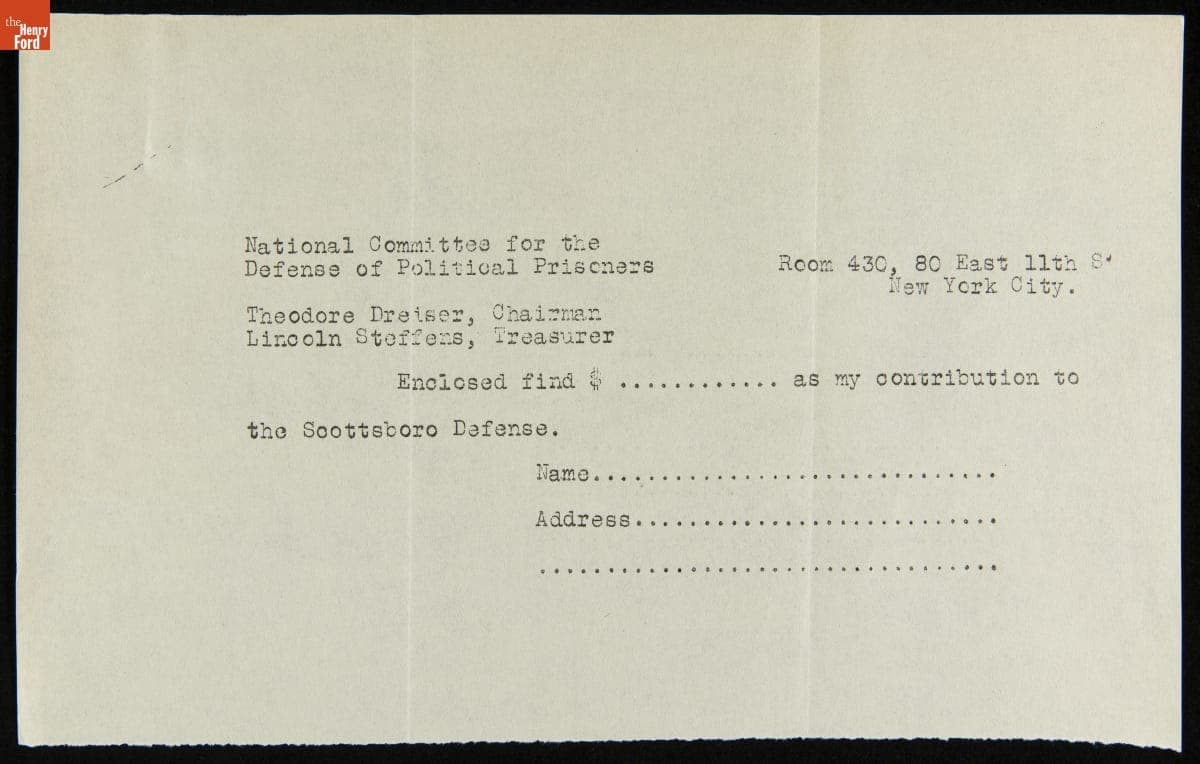 the
Henry
Ford
National Committee for the
Defense of Political Prisoners
Room 430, 80 East 11th St
New York City.
Theodore Dreiser, Chairman
Lincoln Steffens, Treasurer
Enclosed find $ ............ as my contribution to
the Scottsboro Defense.
Name..............................
Address...........................
..................................